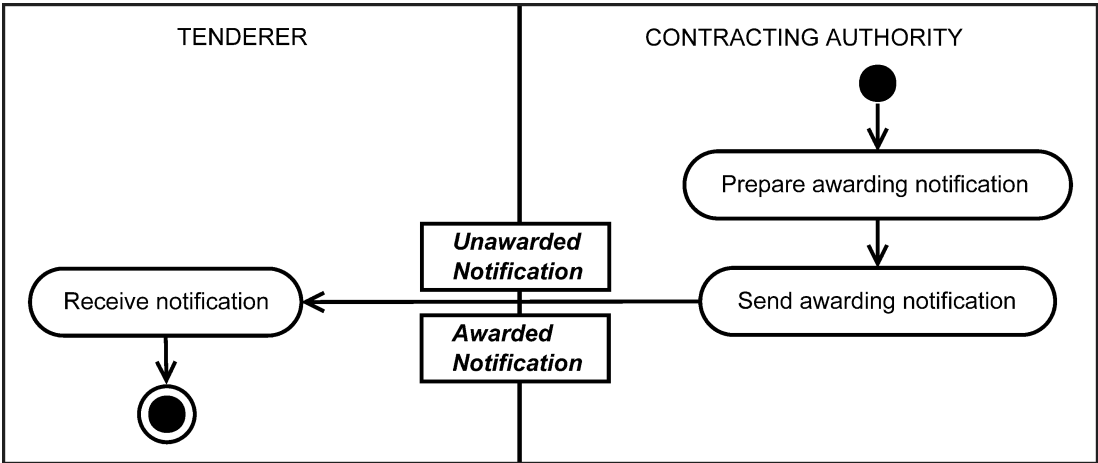 TENDERER
CONTRACTING AUTHORITY
Prepare awarding notification
Unawarded
Notification
Receive notification
Send awarding notification
Awarded
Notification